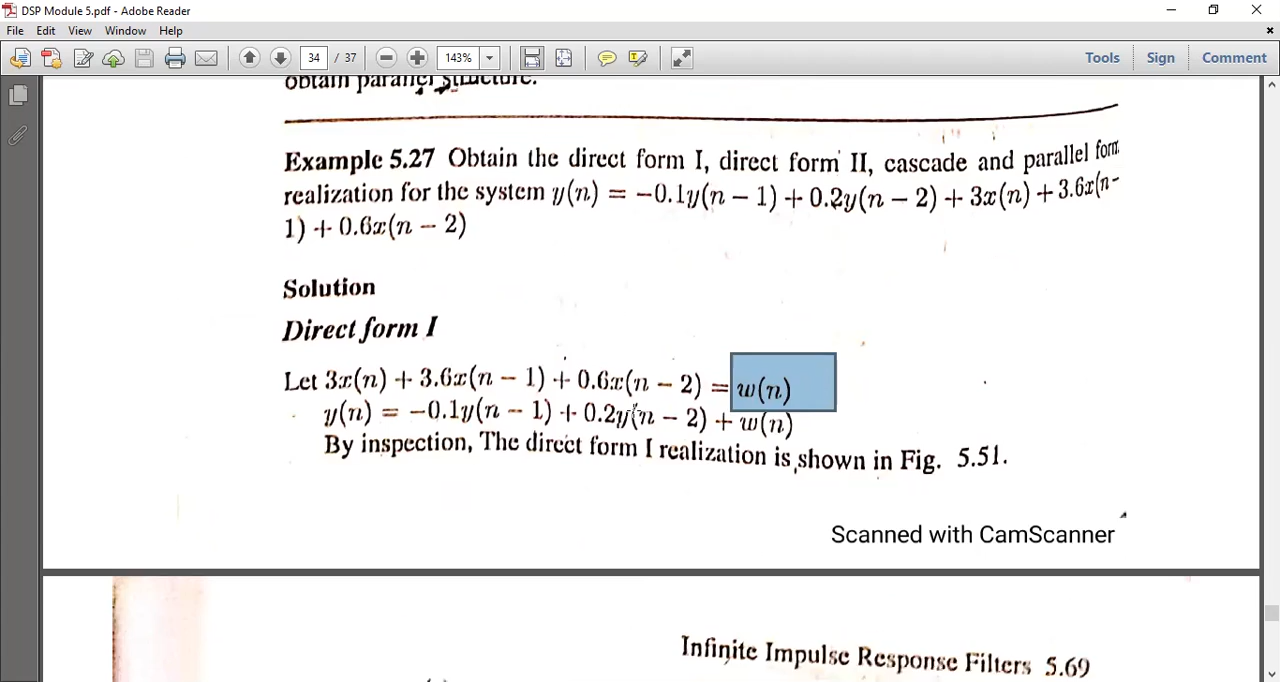 DSP Module 5.pdf - Adobe Reader
File Edit View Window Help
34 / 37 143% Tools Sign Comment
obtain parallel structure.
Example 5.27 Obtain the direct form I, direct form II, cascade and parallel form
realization for the system y(n) = −0.1y(n − 1) + 0.2y(n − 2) + 3x(n) + 3.6x(n −
1) + 0.6x(n − 2)
Solution
Direct form I
Let 3x(n) + 3.6x(n − 1) + 0.6x(n − 2) = w(n)
y(n) = −0.1y(n − 1) + 0.2y(n − 2) + w(n)
By inspection, The direct form I realization is shown in Fig. 5.51.
Scanned with CamScanner
Infinite Impulse Response Filters 5.69